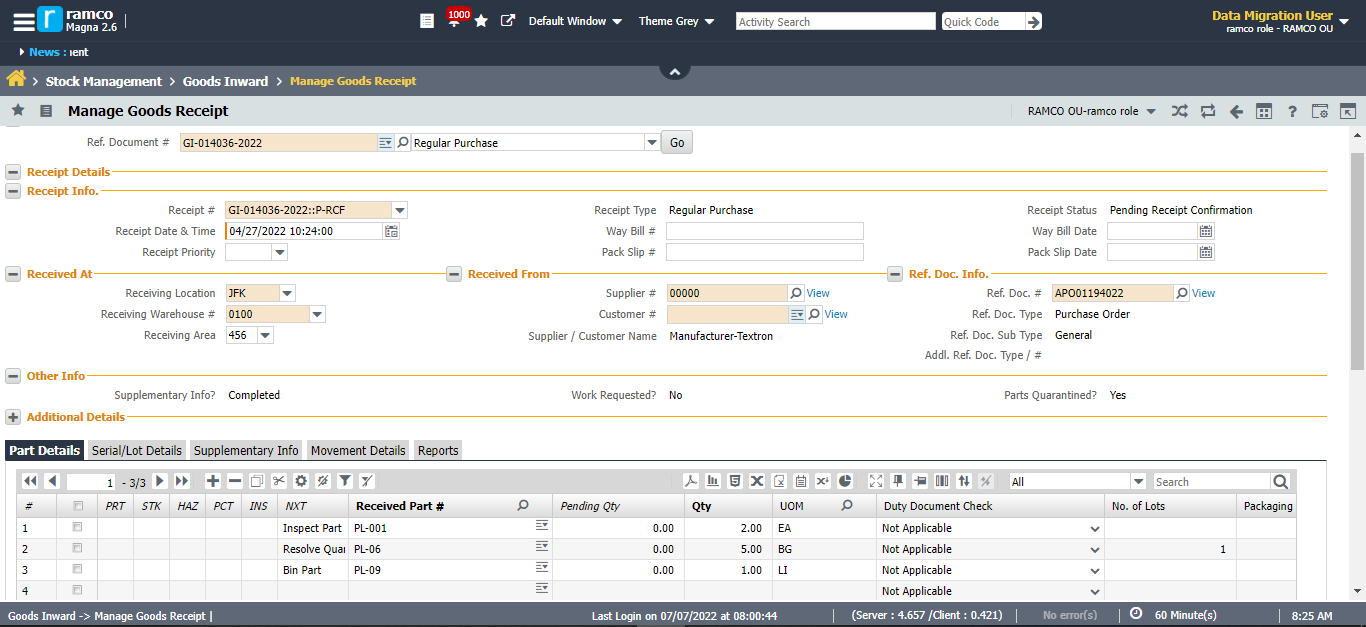 ramco
Magna 2.6
1000
Default Window
Theme Grey
Activity Search
Quick Code
Data Migration User
ramco role - RAMCO OU
News : :ent
Stock Management > Goods Inward > Manage Goods Receipt
Manage Goods Receipt
RAMCO OU-ramco role
?
Ref. Document # GI-014036-2022 Regular Purchase Go
Receipt Details
Receipt Info.
Receipt # GI-014036-2022::P-RCF Receipt Type Regular Purchase Receipt Status Pending Receipt Confirmation
Receipt Date & Time 04/27/2022 10:24:00 Way Bill # Way Bill Date
Receipt Priority Pack Slip # Pack Slip Date
Received At Received From Ref. Doc. Info.
Receiving Location JFK Supplier # 00000 View Ref. Doc. # APO01194022 View
Receiving Warehouse # 0100 Customer # View Ref. Doc. Type Purchase Order
Receiving Area 456 Supplier / Customer Name Manufacturer-Textron Ref. Doc. Sub Type General
Addl. Ref. Doc. Type / #
Other Info
Supplementary Info? Completed Work Requested? No Parts Quarantined? Yes
Additional Details
Part Details Serial/Lot Details Supplementary Info Movement Details Reports
1 - 3/3 All Search
# PRT STK HAZ PCT INS NXT Received Part # Pending Qty Qty UOM Duty Document Check No. of Lots Packaging
1 Inspect Part PL-001 0.00 2.00 EA Not Applicable
2 Resolve Quar PL-06 0.00 5.00 BG Not Applicable 1
3 Bin Part PL-09 0.00 1.00 LI Not Applicable
4 Not Applicable
Goods Inward -> Manage Goods Receipt | Last Login on 07/07/2022 at 08:00:44 (Server : 4.657 /Client : 0.421) No error(s) 60 Minute(s) 8:25 AM